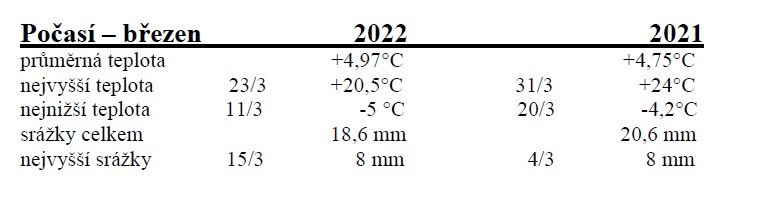 Počasí – březen 2022 2021
průměrná teplota +4,97°C +4,75°C
nejvyšší teplota 23/3 +20,5°C 31/3 +24°C
nejnižší teplota 11/3 -5 °C 20/3 -4,2°C
srážky celkem 18,6 mm 20,6 mm
nejvyšší srážky 15/3 8 mm 4/3 8 mm